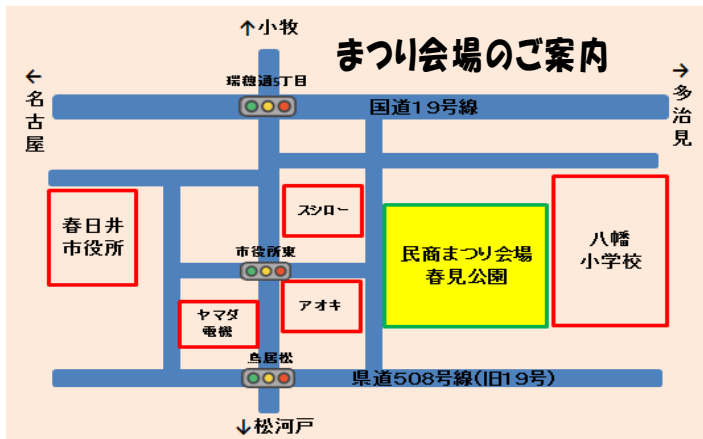 ↑小牧
まつり会場のご案内
←名古屋
瑞穂通5丁目
→多治見
国道19号線
春日井
市役所
スシロー
民商まつり会場
春見公園
八幡
小学校
市役所東
ヤマダ
電機
アオキ
鳥居松
県道508号線(旧19号)
↓松河戸